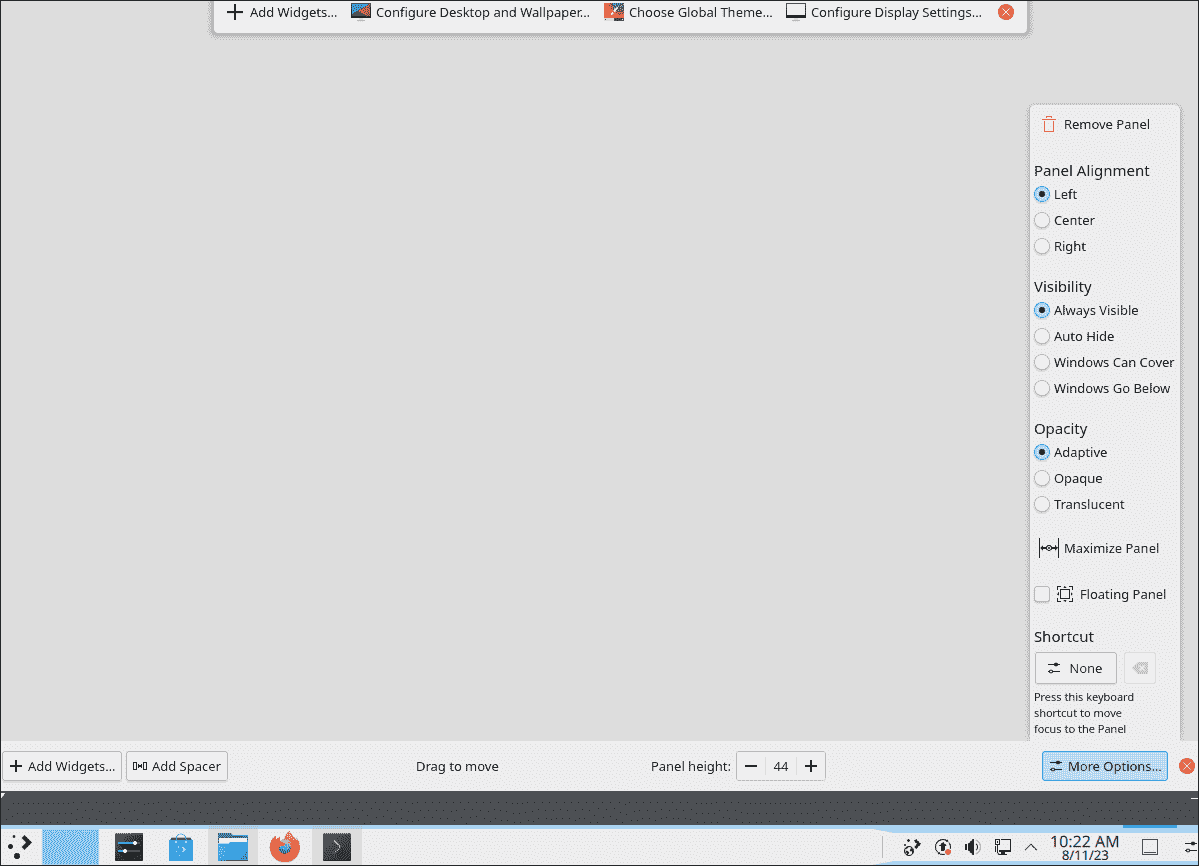 Add Widgets... Configure Desktop and Wallpaper... Choose Global Theme... Configure Display Settings...
Remove Panel
Panel Alignment
Left
Center
Right
Visibility
Always Visible
Auto Hide
Windows Can Cover
Windows Go Below
Opacity
Adaptive
Opaque
Translucent
Maximize Panel
Floating Panel
Shortcut
None
Press this keyboard
shortcut to move
focus to the Panel
Add Widgets... Add Spacer Drag to move Panel height: 44 More Options...
10:22 AM
8/11/23